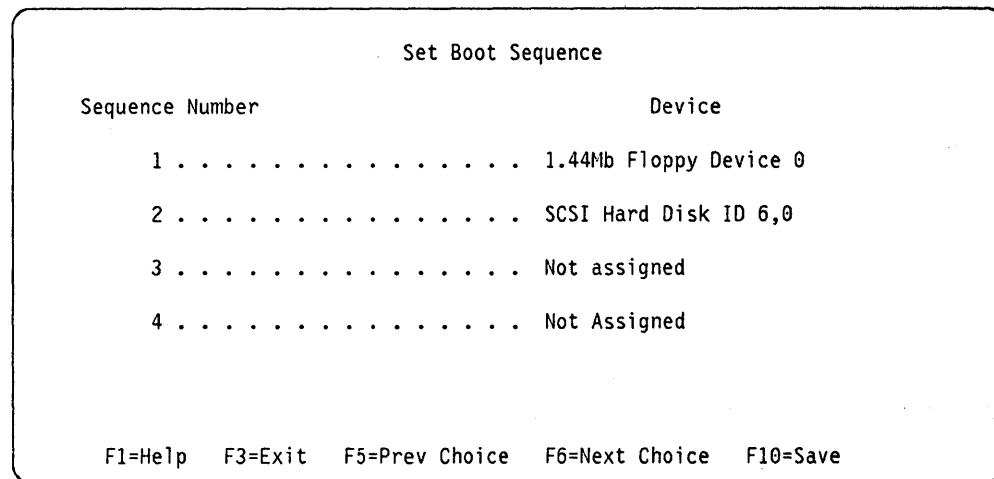 Set Boot Sequence
Sequence Number Device
1 . . . . . . . . . . . . . . . 1.44Mb Floppy Device 0
2 . . . . . . . . . . . . . . . SCSI Hard Disk ID 6,0
3 . . . . . . . . . . . . . . . Not assigned
4 . . . . . . . . . . . . . . . Not Assigned
F1=Help F3=Exit F5=Prev Choice F6=Next Choice F10=Save